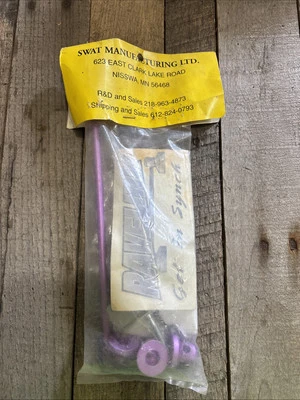 SWAT MANUFACTURING LTD.
623 EAST CLARK LAKE ROAD
NISSWA, MN 56468
R&D and Sales 218-963-4873
Shipping and Sales 612-824-0793
Get in Synch